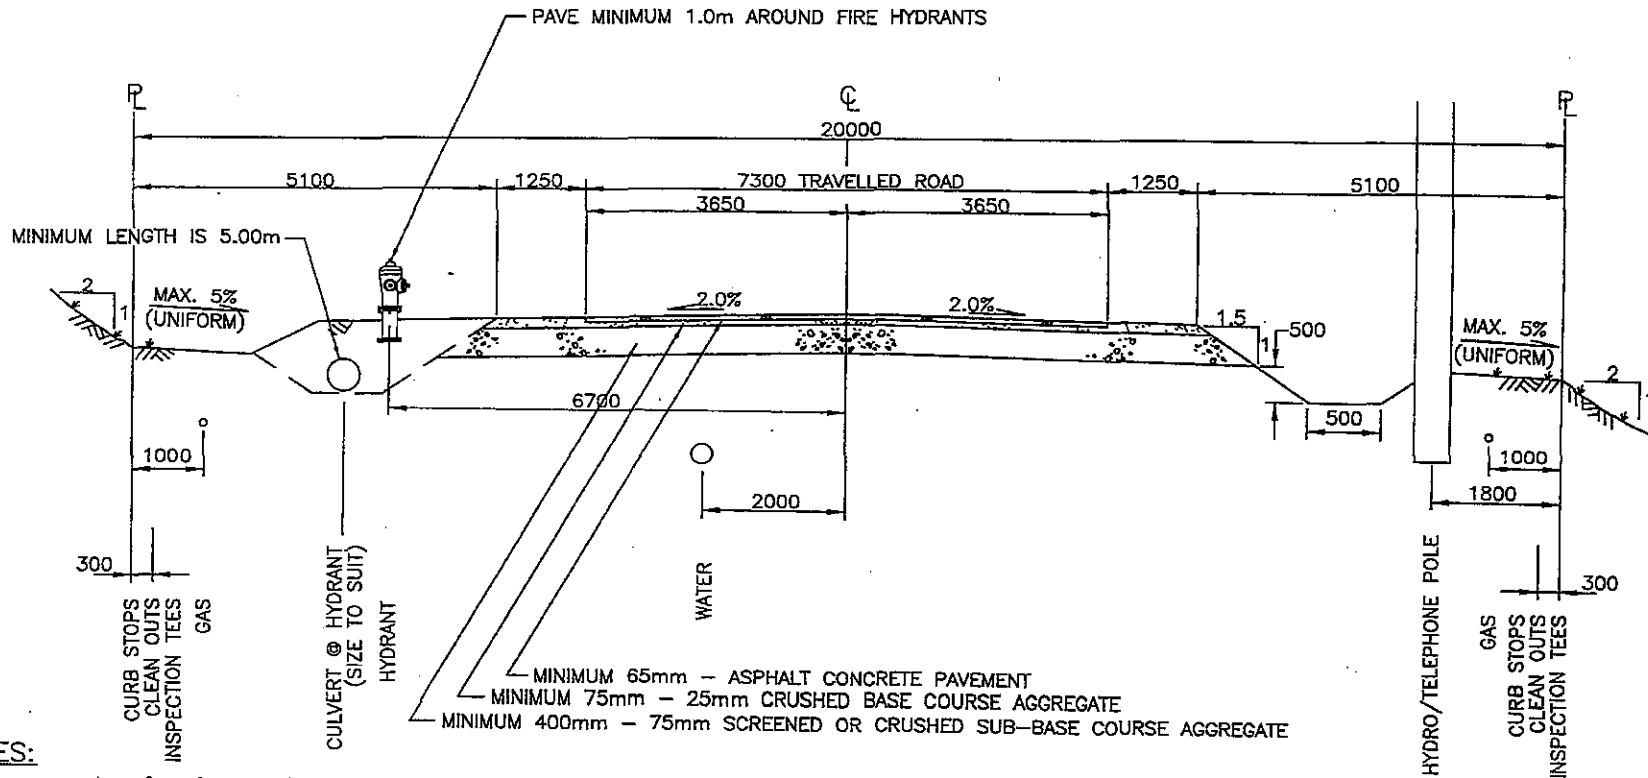 PAVE MINIMUM 1.0m AROUND FIRE HYDRANTS
PL
CL
PL
20000
5100
1250
7300 TRAVELLED ROAD
1250
5100
3650
3650
MINIMUM LENGTH IS 5.00m
2
1
MAX. 5%
(UNIFORM)
2.0%
2.0%
1.5
1
500
MAX. 5%
(UNIFORM)
2
6700
500
1000
1000
2000
1800
300
300
CURB STOPS
CLEAN OUTS
INSPECTION TEES
GAS
CULVERT @ HYDRANT
(SIZE TO SUIT)
HYDRANT
WATER
HYDRO/TELEPHONE POLE
GAS
CURB STOPS
CLEAN OUTS
INSPECTION TEES
MINIMUM 65mm – ASPHALT CONCRETE PAVEMENT
MINIMUM 75mm – 25mm CRUSHED BASE COURSE AGGREGATE
MINIMUM 400mm – 75mm SCREENED OR CRUSHED SUB–BASE COURSE AGGREGATE
ES: